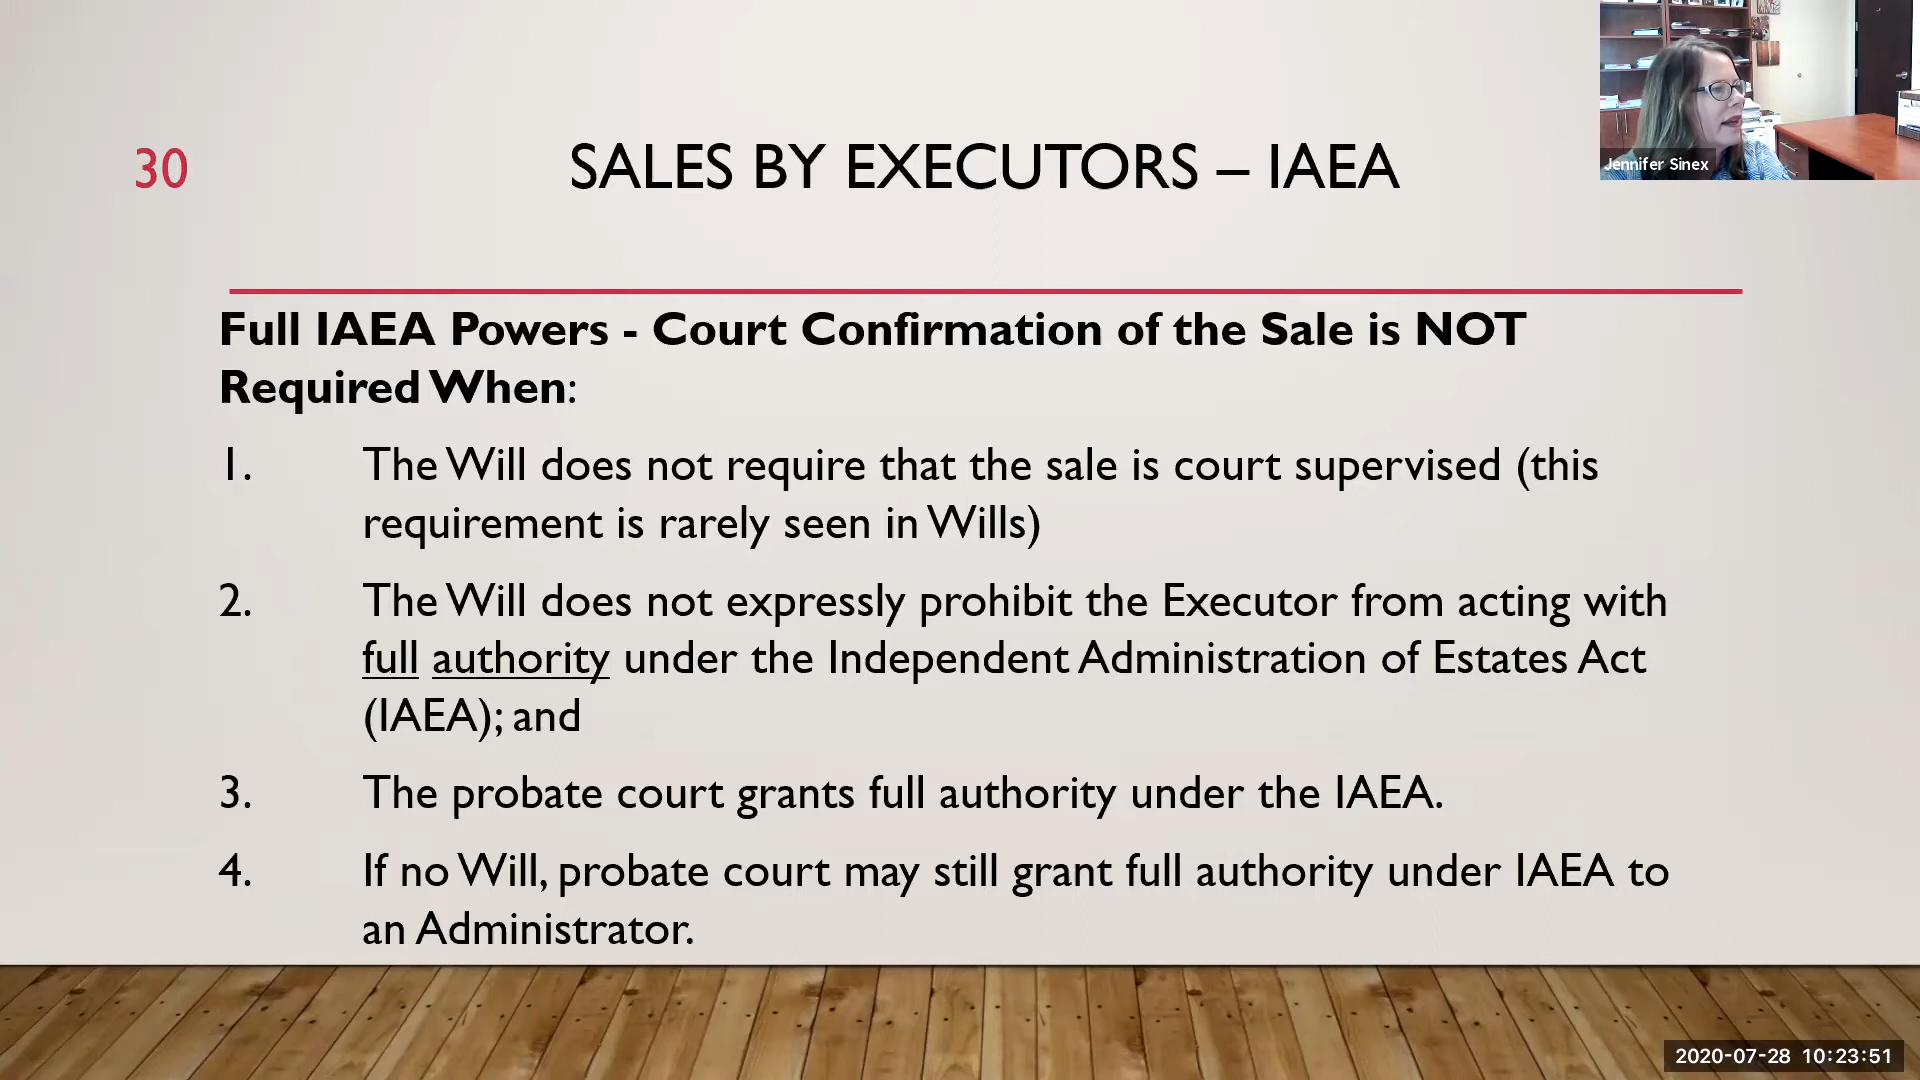 30
SALES BY EXECUTORS – IAEA
Jennifer Sinex
Full IAEA Powers - Court Confirmation of the Sale is NOT
Required When:
1. The Will does not require that the sale is court supervised (this
requirement is rarely seen in Wills)
2. The Will does not expressly prohibit the Executor from acting with
full authority under the Independent Administration of Estates Act
(IAEA); and
3. The probate court grants full authority under the IAEA.
4. If no Will, probate court may still grant full authority under IAEA to
an Administrator.
2020-07-28 10:23:51